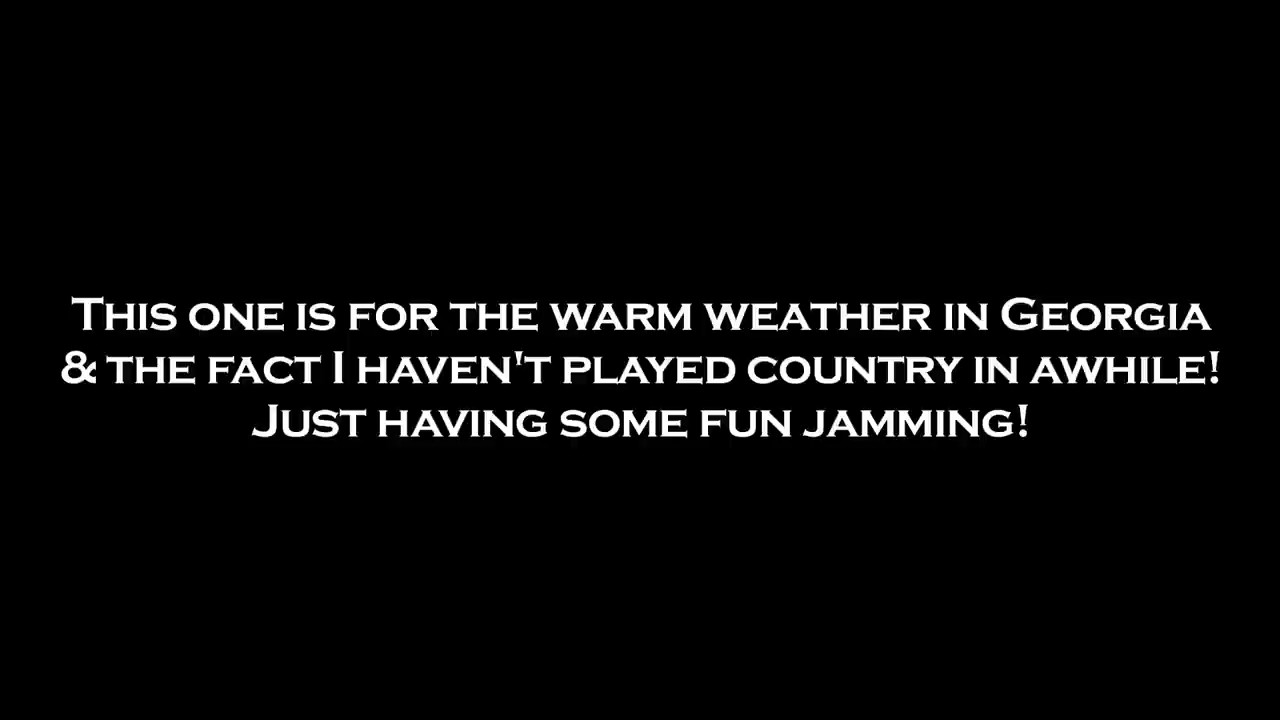 This one is for the warm weather in Georgia
& the fact I haven't played country in awhile!
Just having some fun jamming!